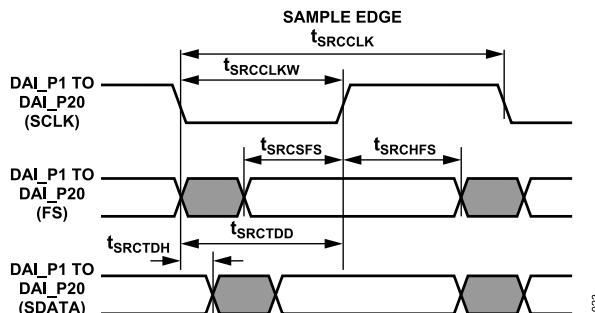 SAMPLE EDGE
tSRCCLK
tSRCCLKW
DAI_P1 TO
DAI_P20
(SCLK)
tSRCSFS
tSRCHFS
DAI_P1 TO
DAI_P20
(FS)
tSRCTDD
tSRCTDH
DAI_P1 TO
DAI_P20
(SDATA)